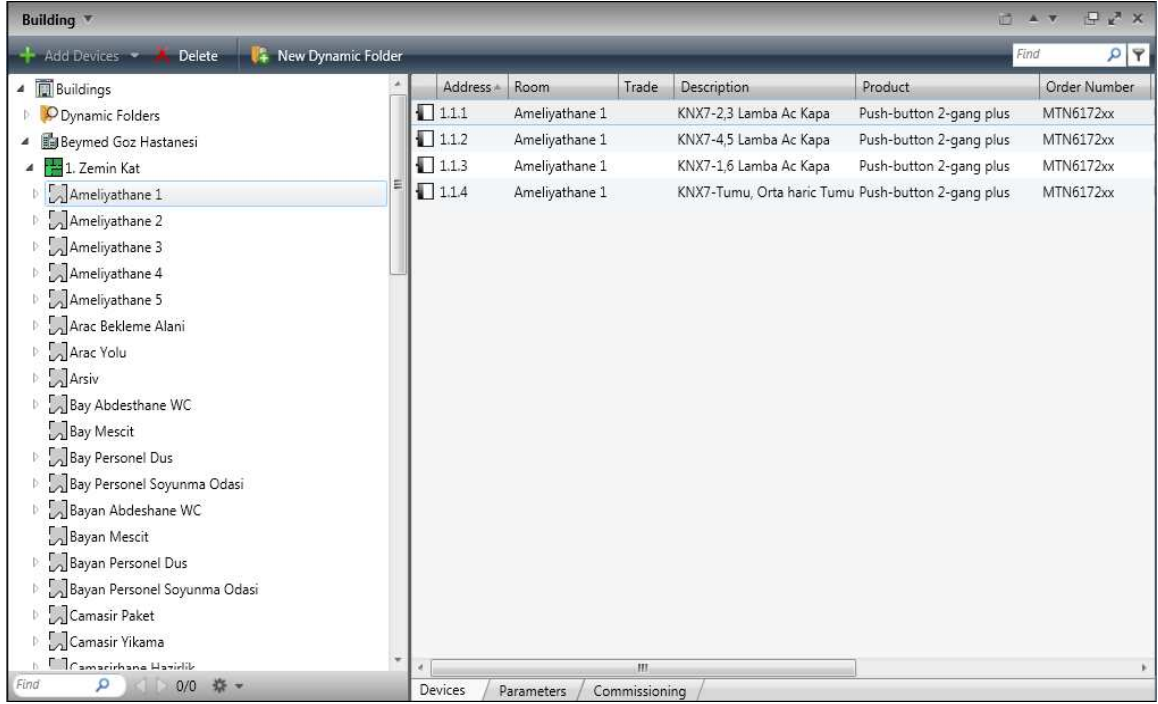 Building
Add Devices Delete New Dynamic Folder Find
Buildings
Dynamic Folders
Beymed Goz Hastanesi
1. Zemin Kat
Ameliyathane 1
Ameliyathane 2
Ameliyathane 3
Ameliyathane 4
Ameliyathane 5
Arac Bekleme Alani
Arac Yolu
Arsiv
Bay Abdesthane WC
Bay Mescit
Bay Personel Dus
Bay Personel Soyunma Odasi
Bayan Abdeshane WC
Bayan Mescit
Bayan Personel Dus
Bayan Personel Soyunma Odasi
Camasir Paket
Camasir Yikama
Camasirhane Hazirlik
Find 0/0
Address Room Trade Description Product Order Number
1.1.1 Ameliyathane 1 KNX7-2,3 Lamba Ac Kapa Push-button 2-gang plus MTN6172xx
1.1.2 Ameliyathane 1 KNX7-4,5 Lamba Ac Kapa Push-button 2-gang plus MTN6172xx
1.1.3 Ameliyathane 1 KNX7-1,6 Lamba Ac Kapa Push-button 2-gang plus MTN6172xx
1.1.4 Ameliyathane 1 KNX7-Tumu, Orta haric Tumu Push-button 2-gang plus MTN6172xx
Devices Parameters Commissioning